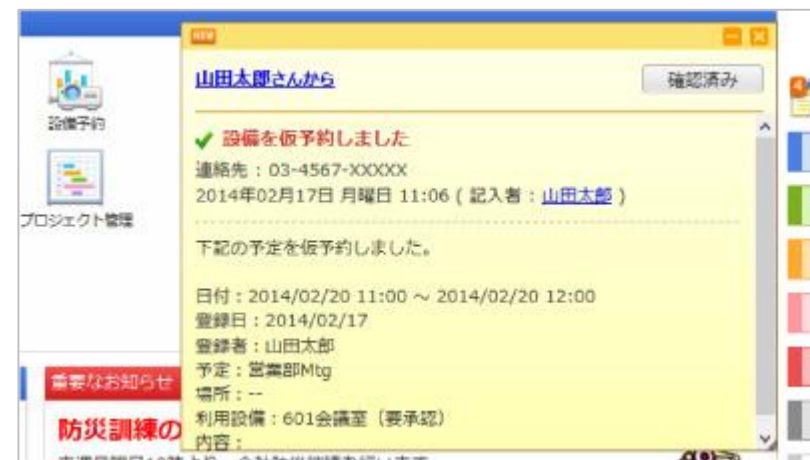 NEW
山田太郎さんから
確認済み
設備予約
設備を仮予約しました
連絡先：03-4567-XXXXX
2014年02月17日 月曜日 11:06 ( 記入者：山田太郎 )
プロジェクト管理
下記の予定を仮予約しました。
日付：2014/02/20 11:00 ～ 2014/02/20 12:00
登録日：2014/02/17
登録者：山田太郎
予定：営業部Mtg
場所：--
利用設備：601会議室（要承認）
内容：
重要なお知らせ
防災訓練の